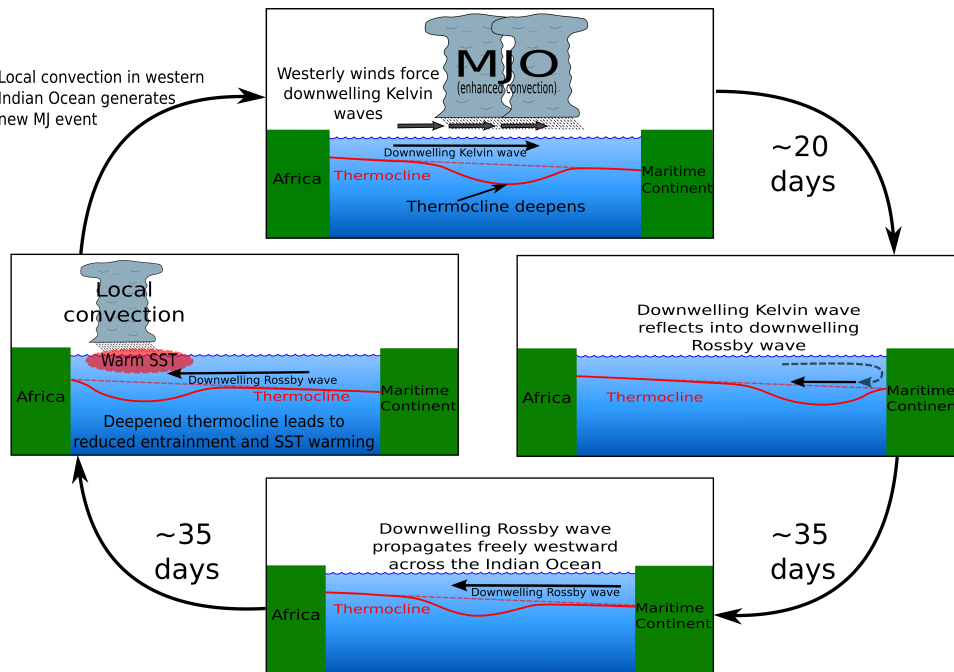 Local convection in western
Indian Ocean generates
new MJ event
Westerly winds force
downwelling Kelvin
waves
MJO
(enhanced convection)
Downwelling Kelvin wave
Africa
Thermocline
Maritime
Continent
Thermocline deepens
~20
days
Downwelling Kelvin wave
reflects into downwelling
Rossby wave
Africa
Thermocline
Maritime
Continent
~35
days
Downwelling Rossby wave
propagates freely westward
across the Indian Ocean
Downwelling Rossby wave
Africa
Thermocline
Maritime
Continent
~35
days
Local
convection
Warm SST
Downwelling Rossby wave
Africa
Thermocline
Maritime
Continent
Deepened thermocline leads to
reduced entrainment and SST warming